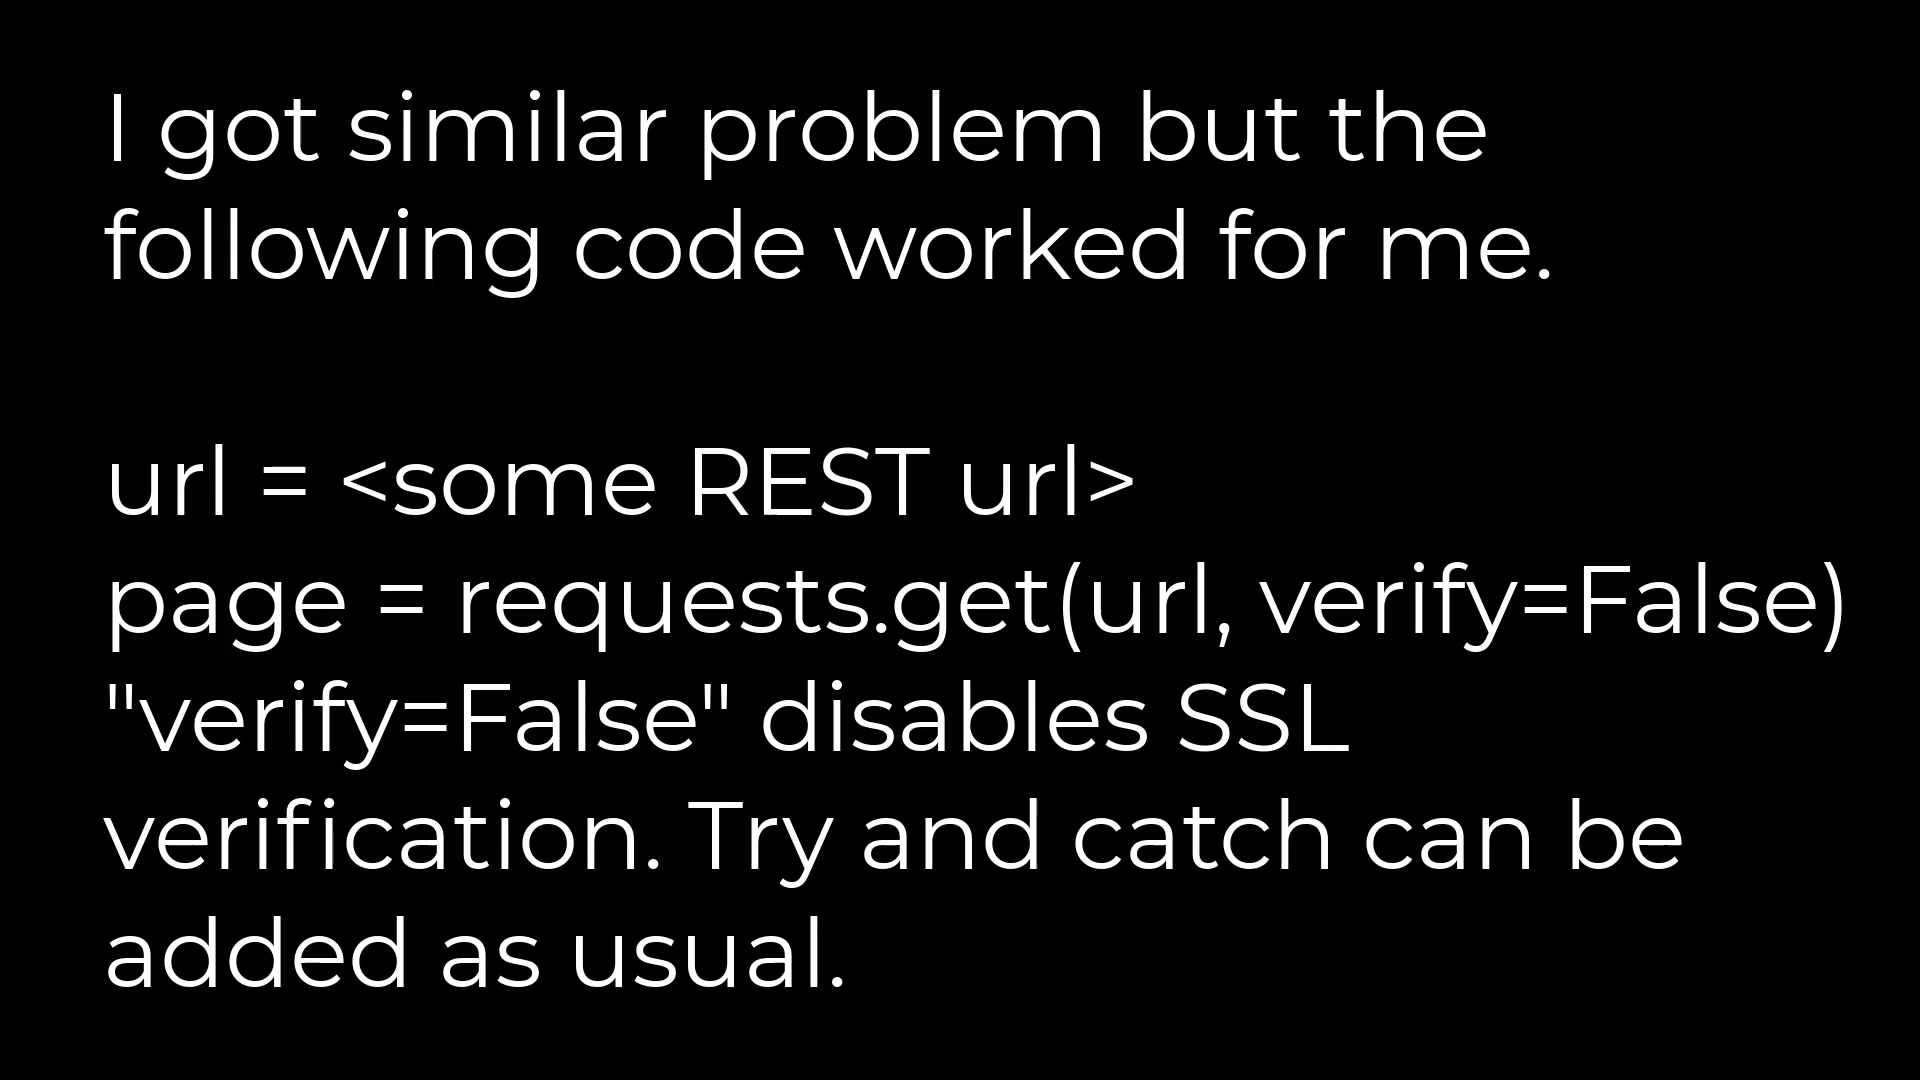 I got similar problem but the
following code worked for me.
url = <some REST url>
page = requests.get(url, verify=False)
"verify=False" disables SSL
verification. Try and catch can be
added as usual.